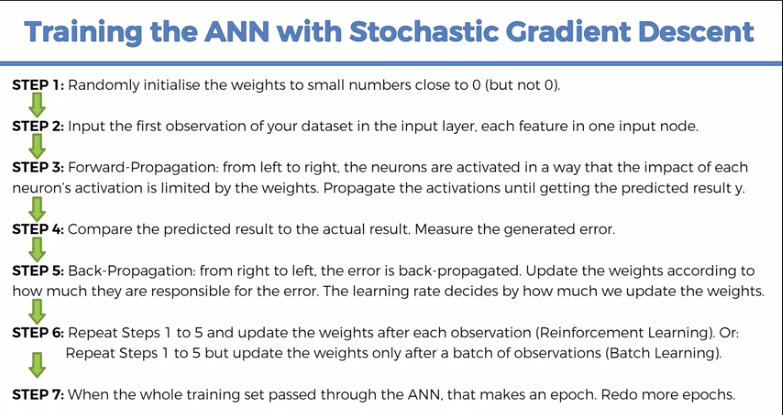 Training the ANN with Stochastic Gradient Descent
STEP 1: Randomly initialise the weights to small numbers close to 0 (but not 0).
STEP 2: Input the first observation of your dataset in the input layer, each feature in one input node.
STEP 3: Forward-Propagation: from left to right, the neurons are activated in a way that the impact of each
neuron's activation is limited by the weights. Propagate the activations until getting the predicted result y.
STEP 4: Compare the predicted result to the actual result. Measure the generated error.
STEP 5: Back-Propagation: from right to left, the error is back-propagated. Update the weights according to
how much they are responsible for the error. The learning rate decides by how much we update the weights.
STEP 6: Repeat Steps 1 to 5 and update the weights after each observation (Reinforcement Learning). Or:
Repeat Steps 1 to 5 but update the weights only after a batch of observations (Batch Learning).
STEP 7: When the whole training set passed through the ANN, that makes an epoch. Redo more epochs.